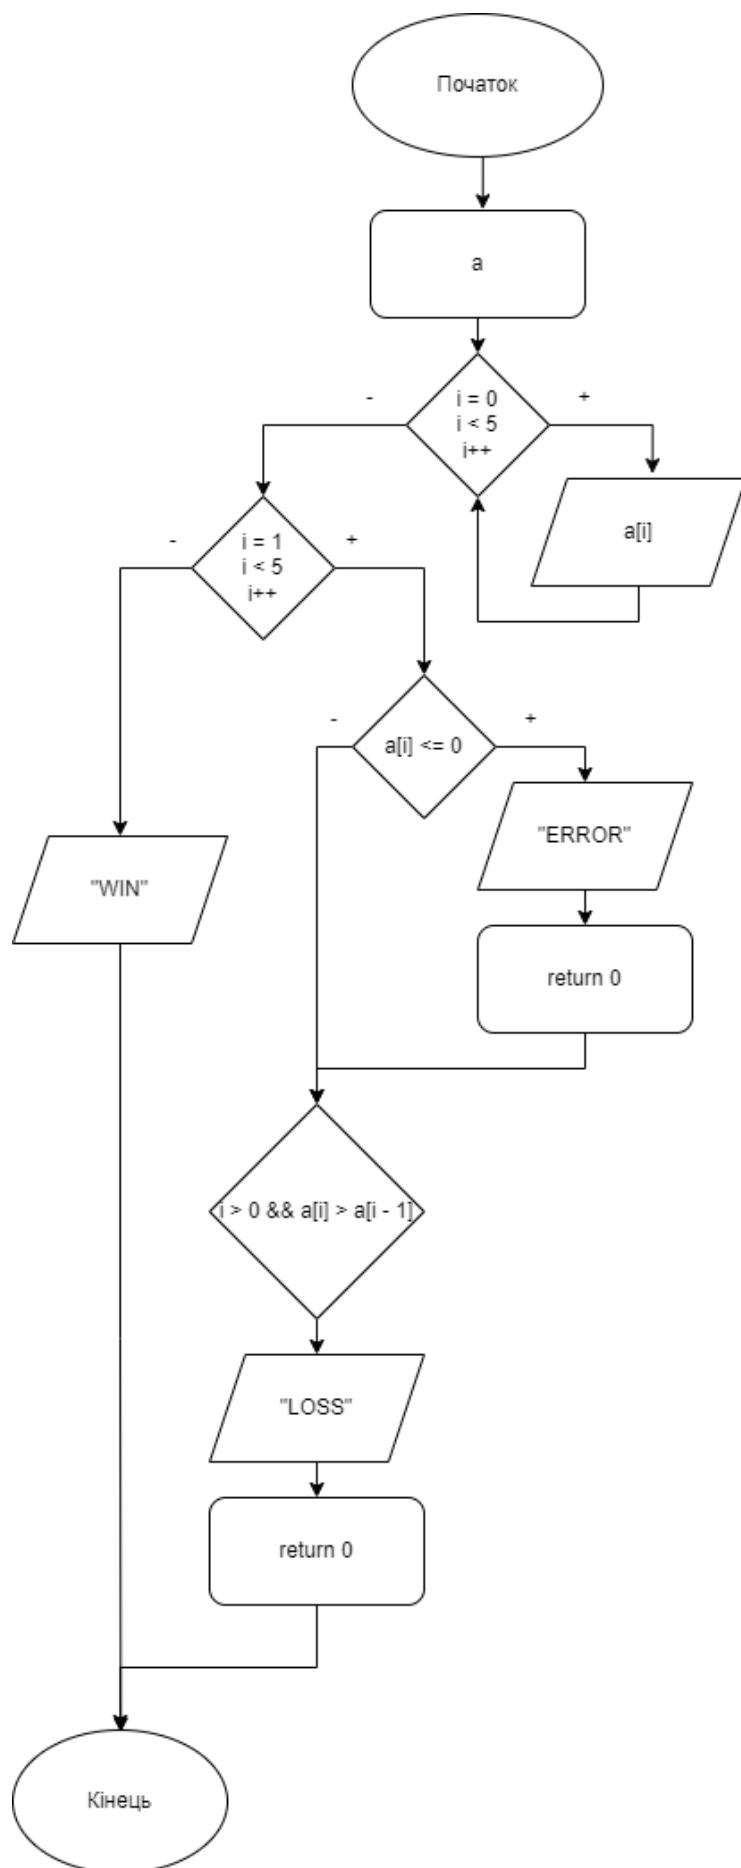 Початок
a
-
i = 0
i < 5
i++
+
a[i]
-
i = 1
i < 5
i++
+
-
a[i] <= 0
+
"ERROR"
"WIN"
return 0
i > 0 && a[i] > a[i - 1]
"LOSS"
return 0
Кінець